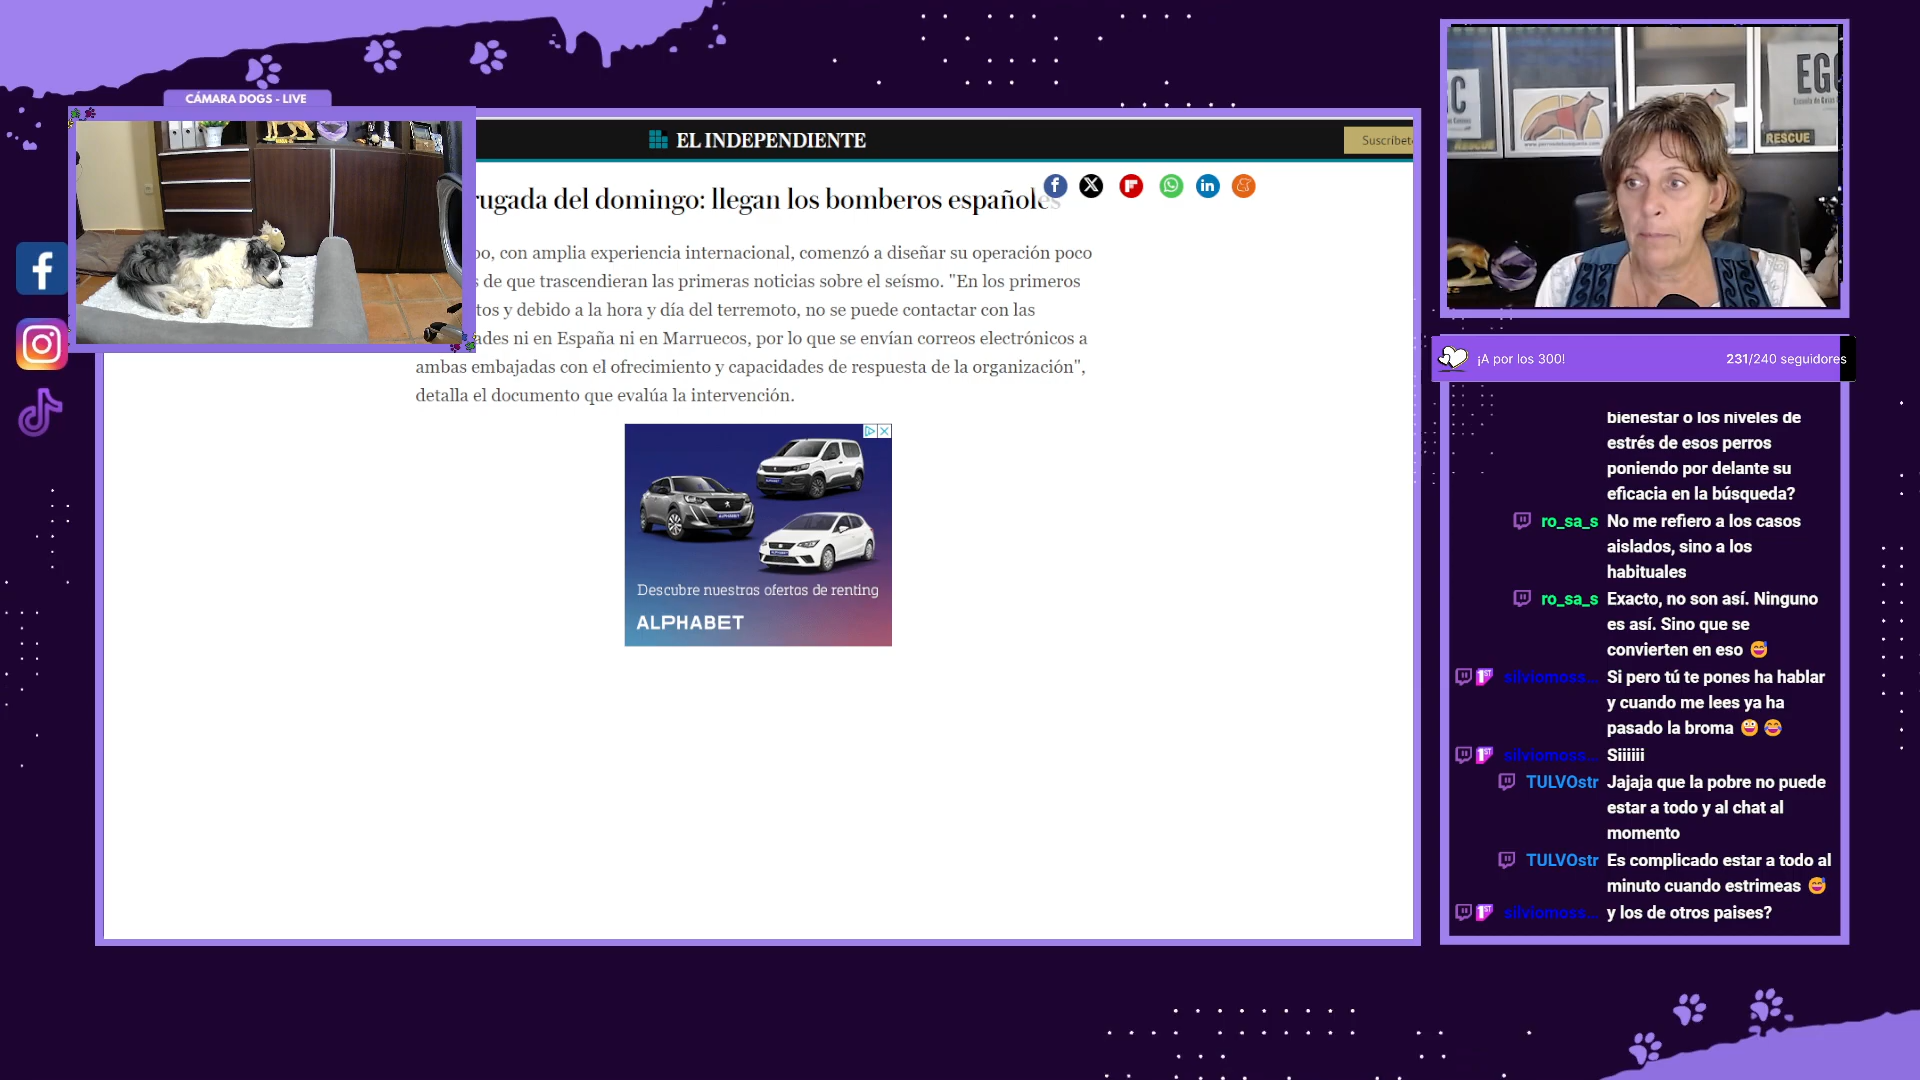 CÁMARA DOGS - LIVE
EL INDEPENDIENTE
Suscríbet
rugada del domingo: llegan los bomberos españoles
po, con amplia experiencia internacional, comenzó a diseñar su operación poco
s de que trascendieran las primeras noticias sobre el seísmo. "En los primeros
tos y debido a la hora y día del terremoto, no se puede contactar con las
ades ni en España ni en Marruecos, por lo que se envían correos electrónicos a
ambas embajadas con el ofrecimiento y capacidades de respuesta de la organización",
detalla el documento que evalúa la intervención.
Descubre nuestras ofertas de renting
ALPHABET
EGC
RESCUE
¡A por los 300!
231/240 seguidores
bienestar o los niveles de
estrés de esos perros
poniendo por delante su
eficacia en la búsqueda?
ro_sa_s No me refiero a los casos
aislados, sino a los
habituales
ro_sa_s Exacto, no son así. Ninguno
es así. Sino que se
convierten en eso 😅
silviomoss... Si pero tú te pones ha hablar
y cuando me lees ya ha
pasado la broma 😀 😂
silviomoss... Siiiiii
TULVOstr Jajaja que la pobre no puede
estar a todo y al chat al
momento
TULVOstr Es complicado estar a todo al
minuto cuando estrimeas 😅
silviomoss... y los de otros paises?